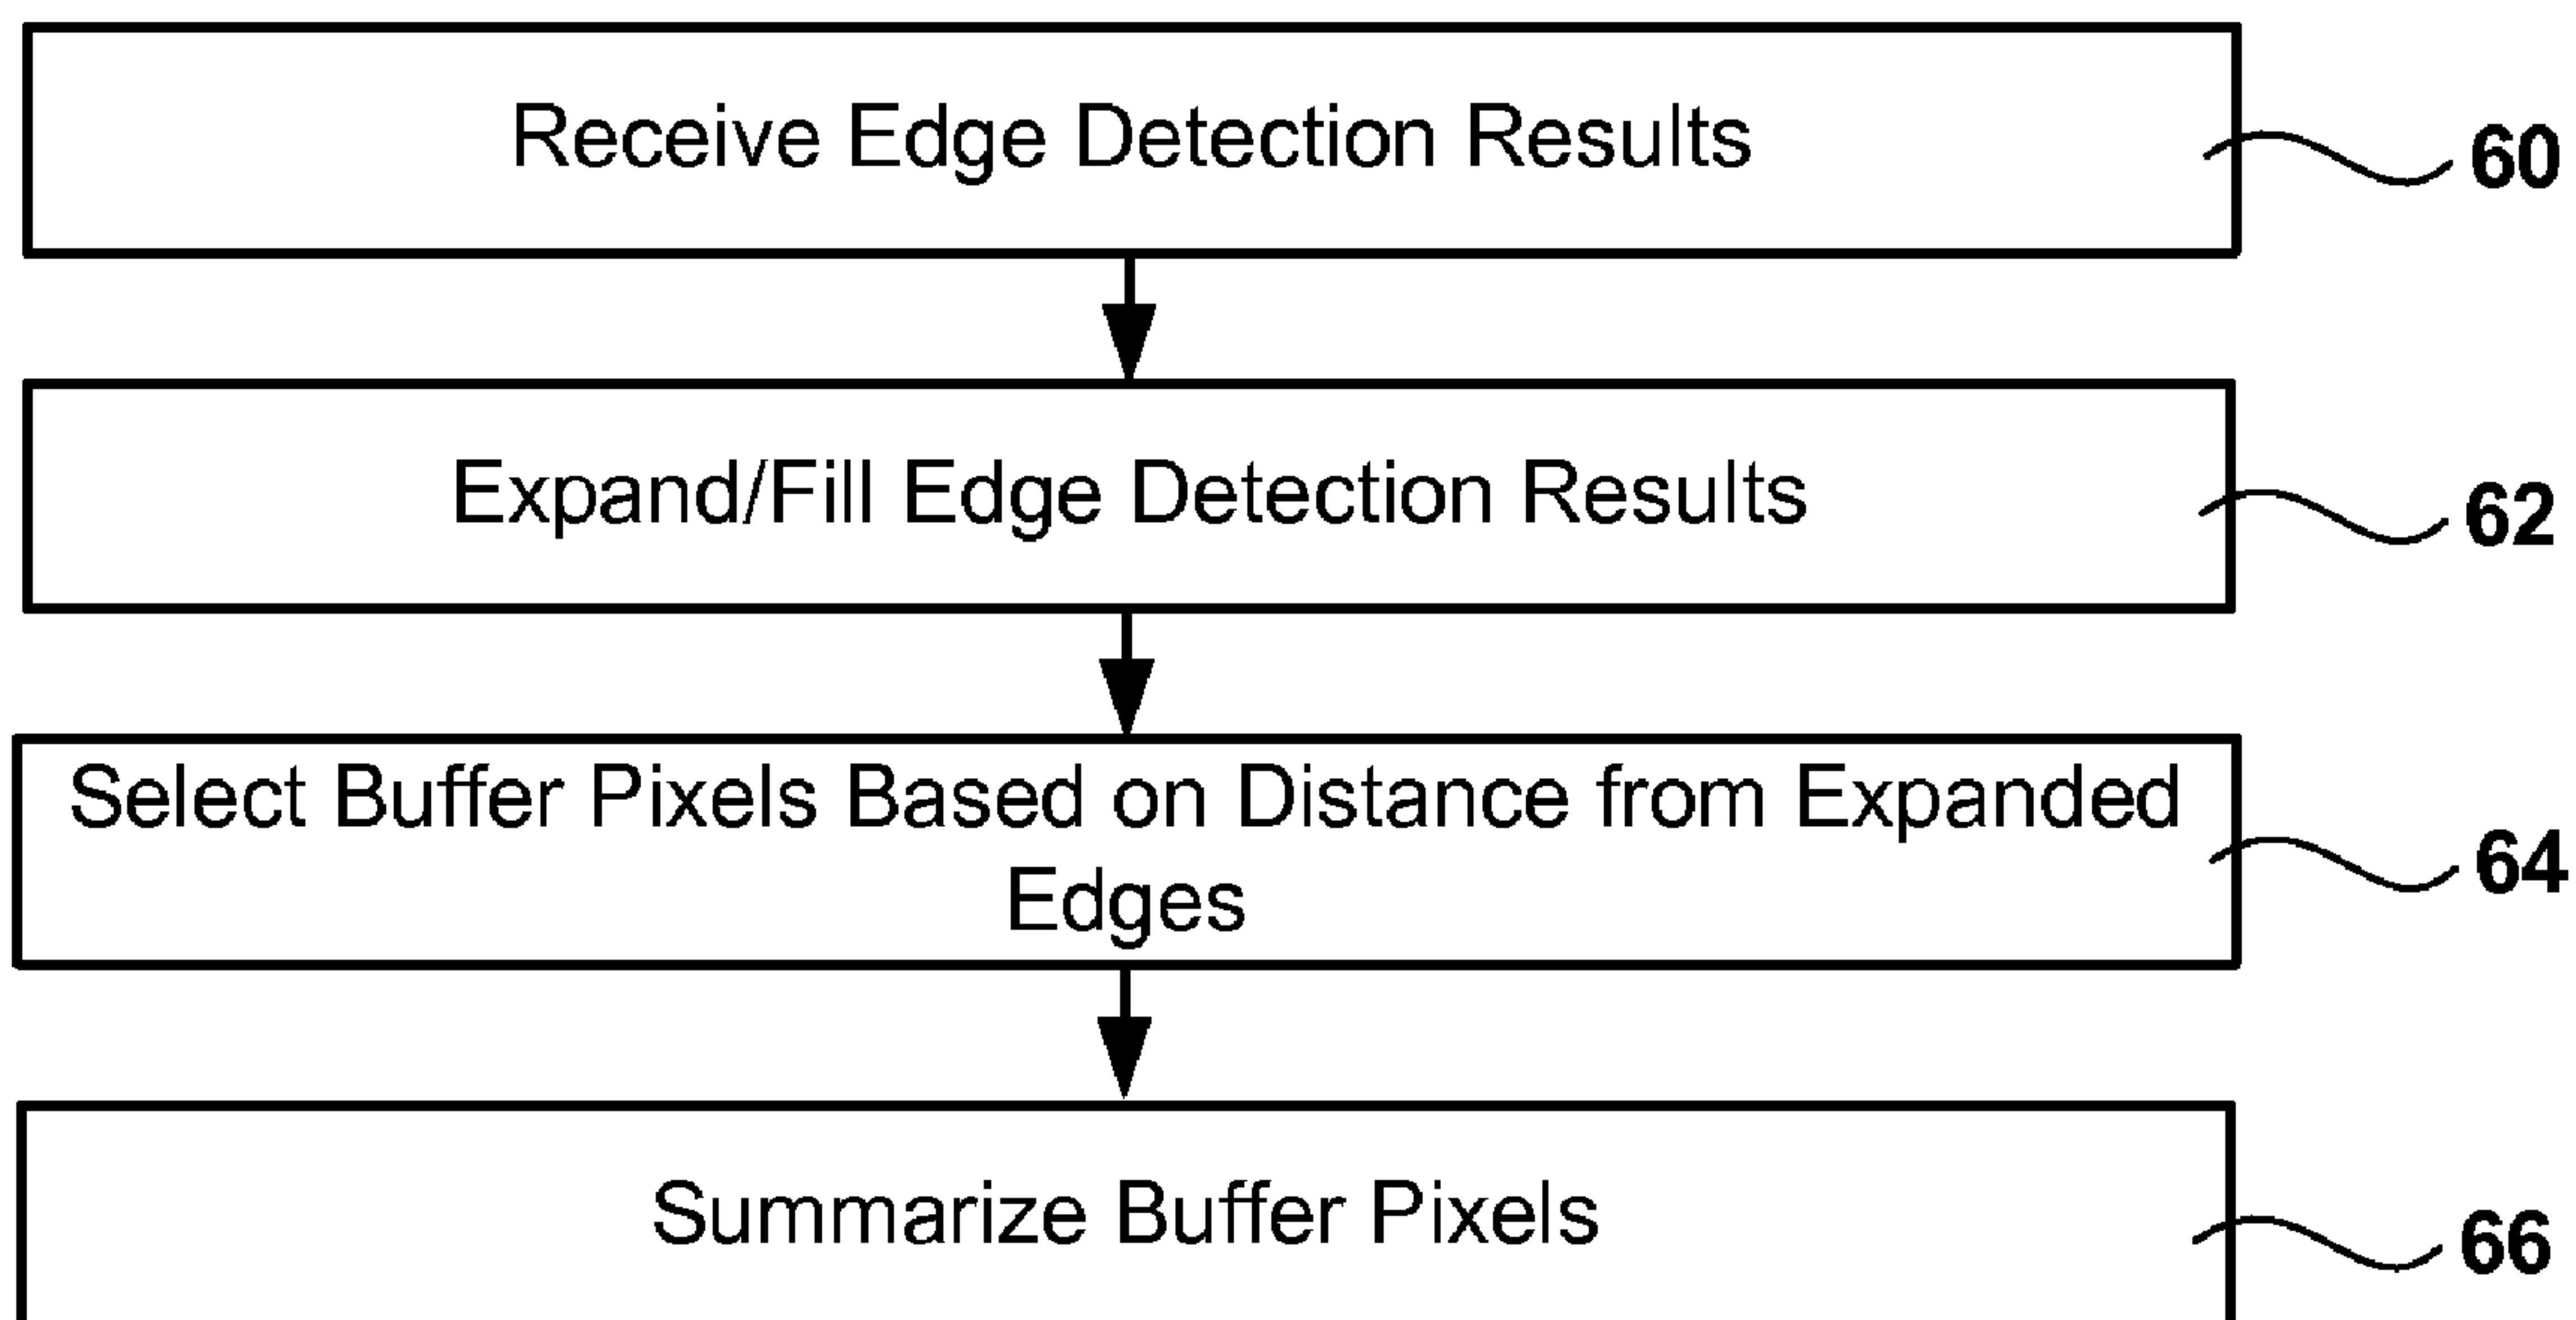 Receive Edge Detection Results
60
Expand/Fill Edge Detection Results
62
Select Buffer Pixels Based on Distance from Expanded
Edges
64
Summarize Buffer Pixels
66